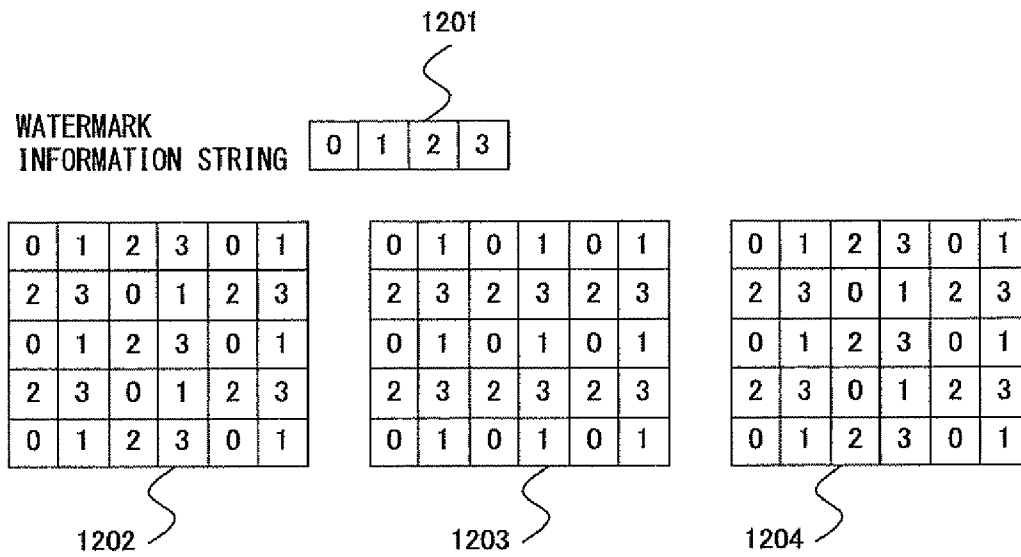 1201
WATERMARK
INFORMATION STRING 0 1 2 3
0 1 2 3 0 1 0 1 0 1 0 1 0 1 2 3 0 1
2 3 0 1 2 3 2 3 2 3 2 3 2 3 0 1 2 3
0 1 2 3 0 1 0 1 0 1 0 1 0 1 2 3 0 1
2 3 0 1 2 3 2 3 2 3 2 3 2 3 0 1 2 3
0 1 2 3 0 1 0 1 0 1 0 1 0 1 2 3 0 1
1202 1203 1204